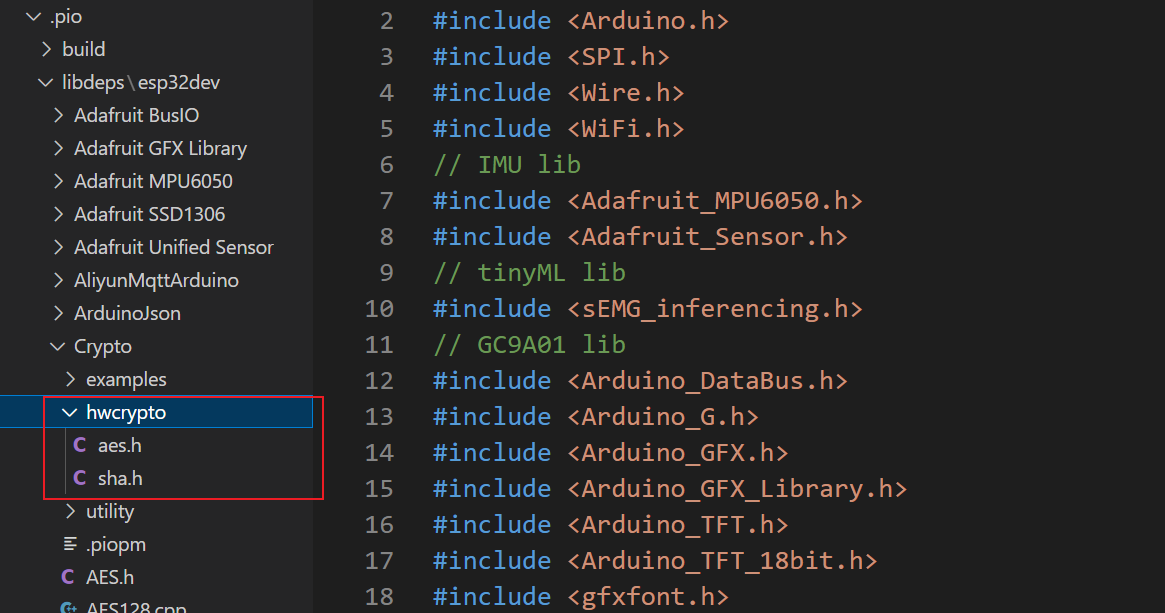 .pio
build
libdeps\esp32dev
Adafruit BusIO
Adafruit GFX Library
Adafruit MPU6050
Adafruit SSD1306
Adafruit Unified Sensor
AliyunMqttArduino
ArduinoJson
Crypto
examples
hwcrypto
C aes.h
C sha.h
utility
.piopm
C AES.h
C++ AES128.cpp
2 #include <Arduino.h>
3 #include <SPI.h>
4 #include <Wire.h>
5 #include <WiFi.h>
6 // IMU lib
7 #include <Adafruit_MPU6050.h>
8 #include <Adafruit_Sensor.h>
9 // tinyML lib
10 #include <sEMG_inferencing.h>
11 // GC9A01 lib
12 #include <Arduino_DataBus.h>
13 #include <Arduino_G.h>
14 #include <Arduino_GFX.h>
15 #include <Arduino_GFX_Library.h>
16 #include <Arduino_TFT.h>
17 #include <Arduino_TFT_18bit.h>
18 #include <gfxfont.h>